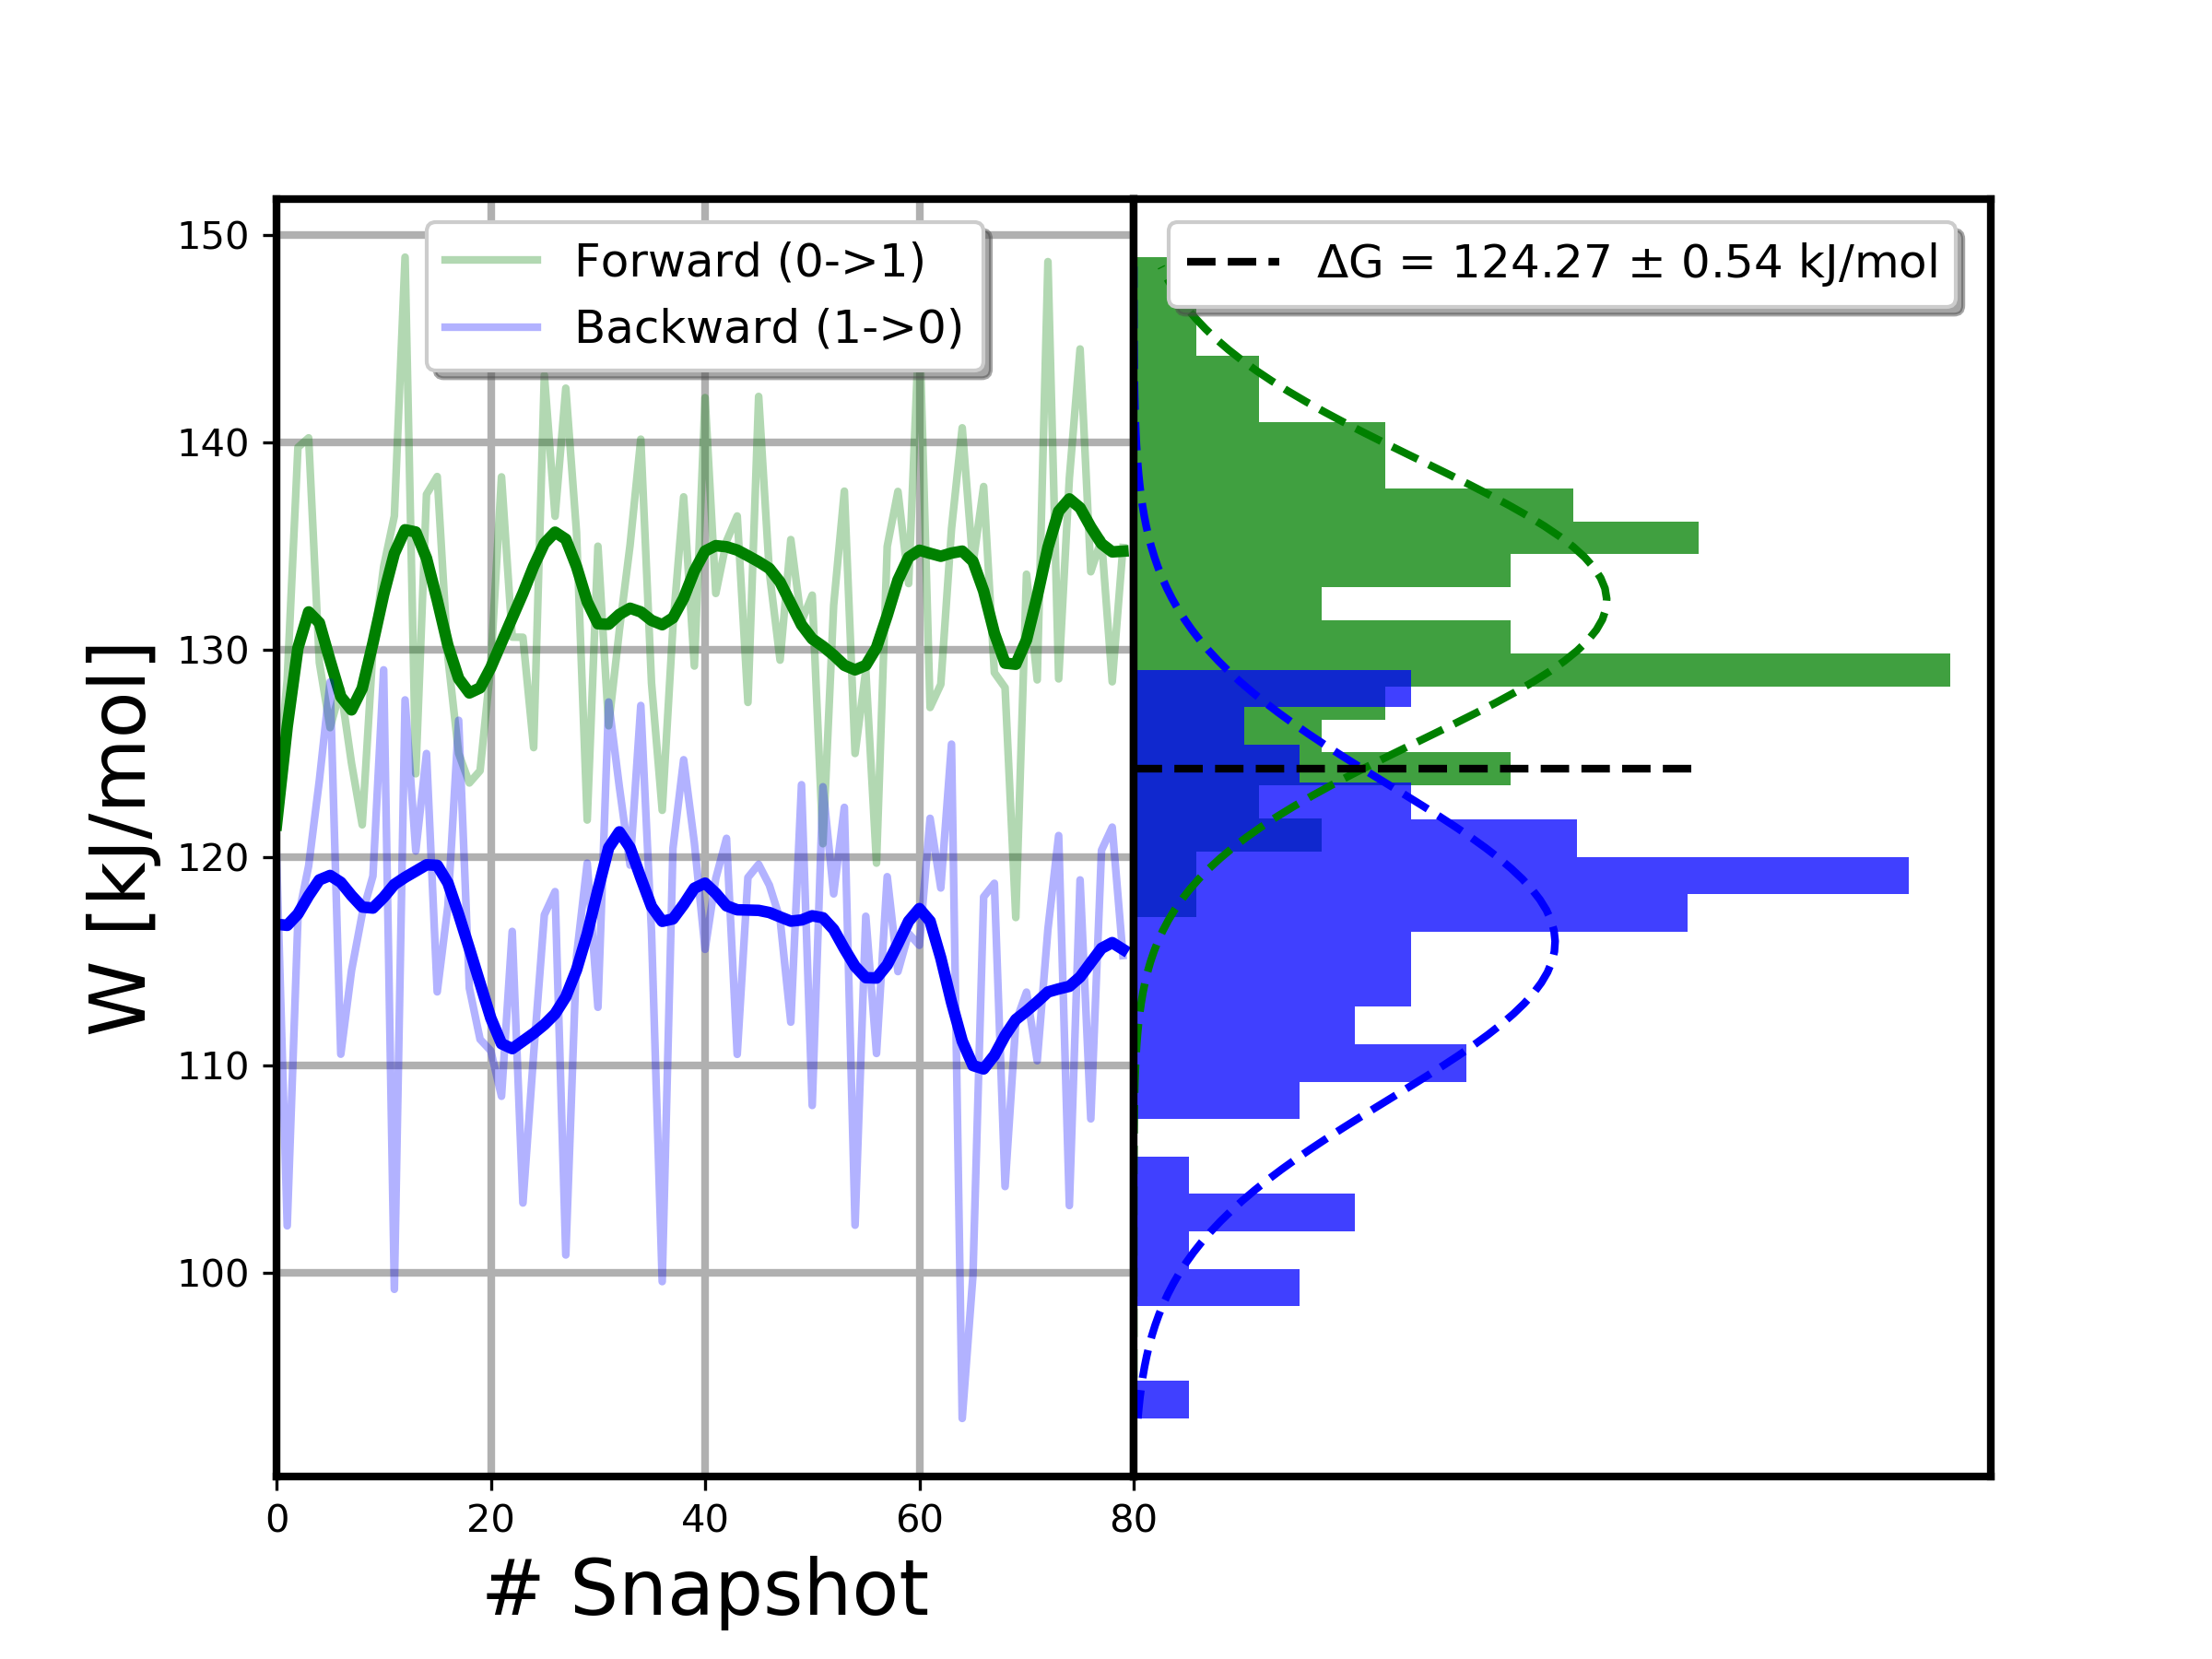 Forward (0->1)
Backward (1->0)
ΔG = 124.27 ± 0.54 kJ/mol
W [kJ/mol]
150
140
130
120
110
100
0 20 40 60 80
# Snapshot